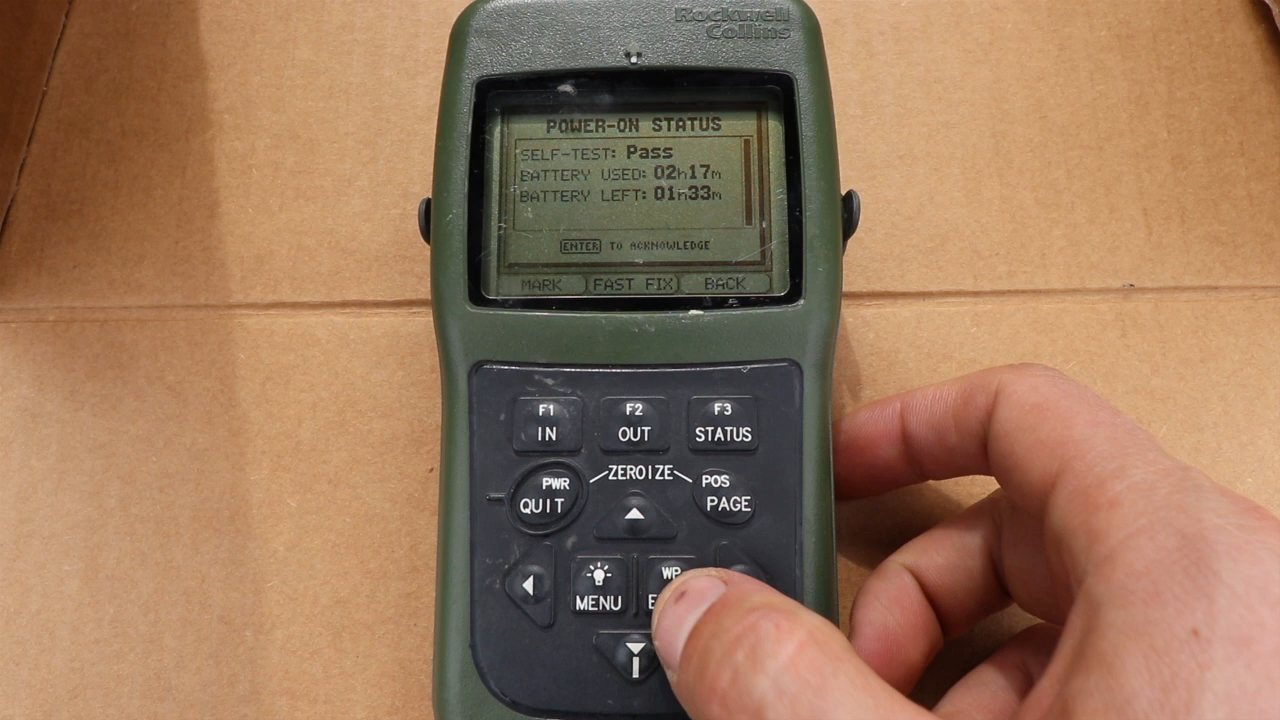 Rockwell
Collins
POWER-ON STATUS
SELF-TEST: Pass
BATTERY USED: 02h17m
BATTERY LEFT: 01h33m
ENTER TO ACKNOWLEDGE
MARK FAST FIX BACK
F1 F2 F3
IN OUT STATUS
ZEROIZE
PWR POS
QUIT PAGE
WP
MENU E